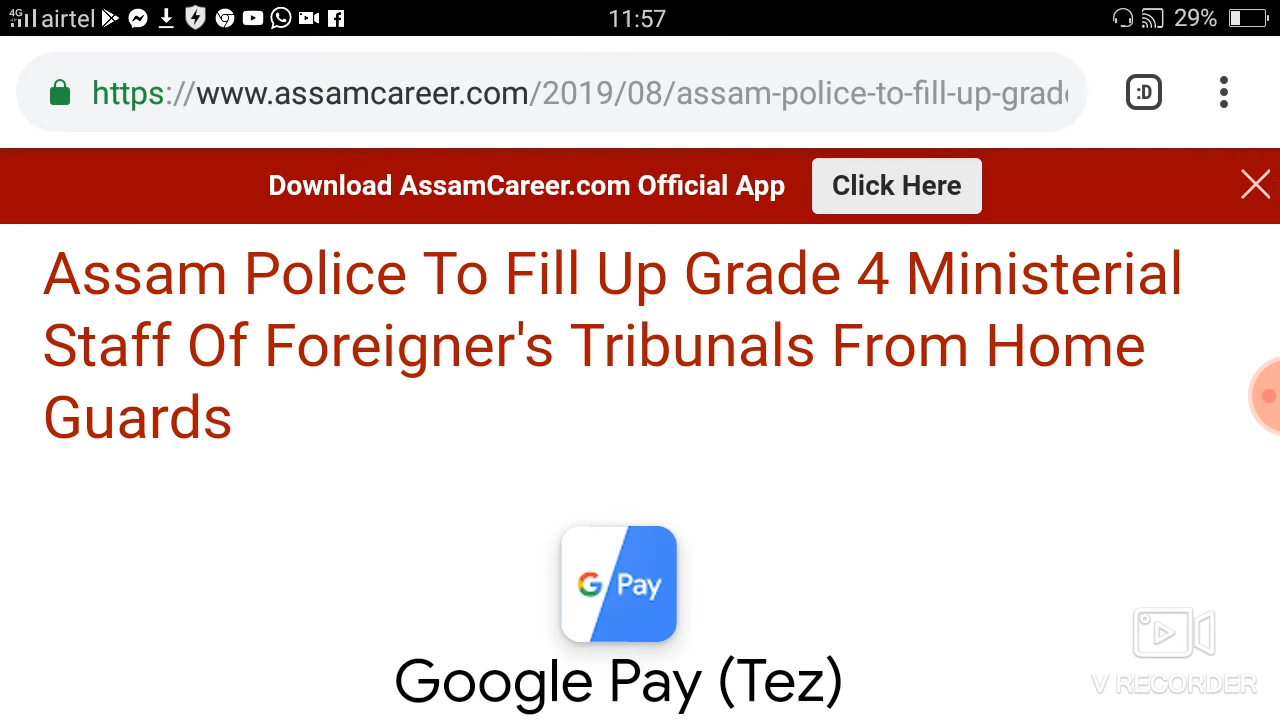 4G airtel 11:57 29%
https://www.assamcareer.com/2019/08/assam-police-to-fill-up-grad
:D
Download AssamCareer.com Official App Click Here
Assam Police To Fill Up Grade 4 Ministerial
Staff Of Foreigner's Tribunals From Home
Guards
G Pay
Google Pay (Tez)
V RECORDER